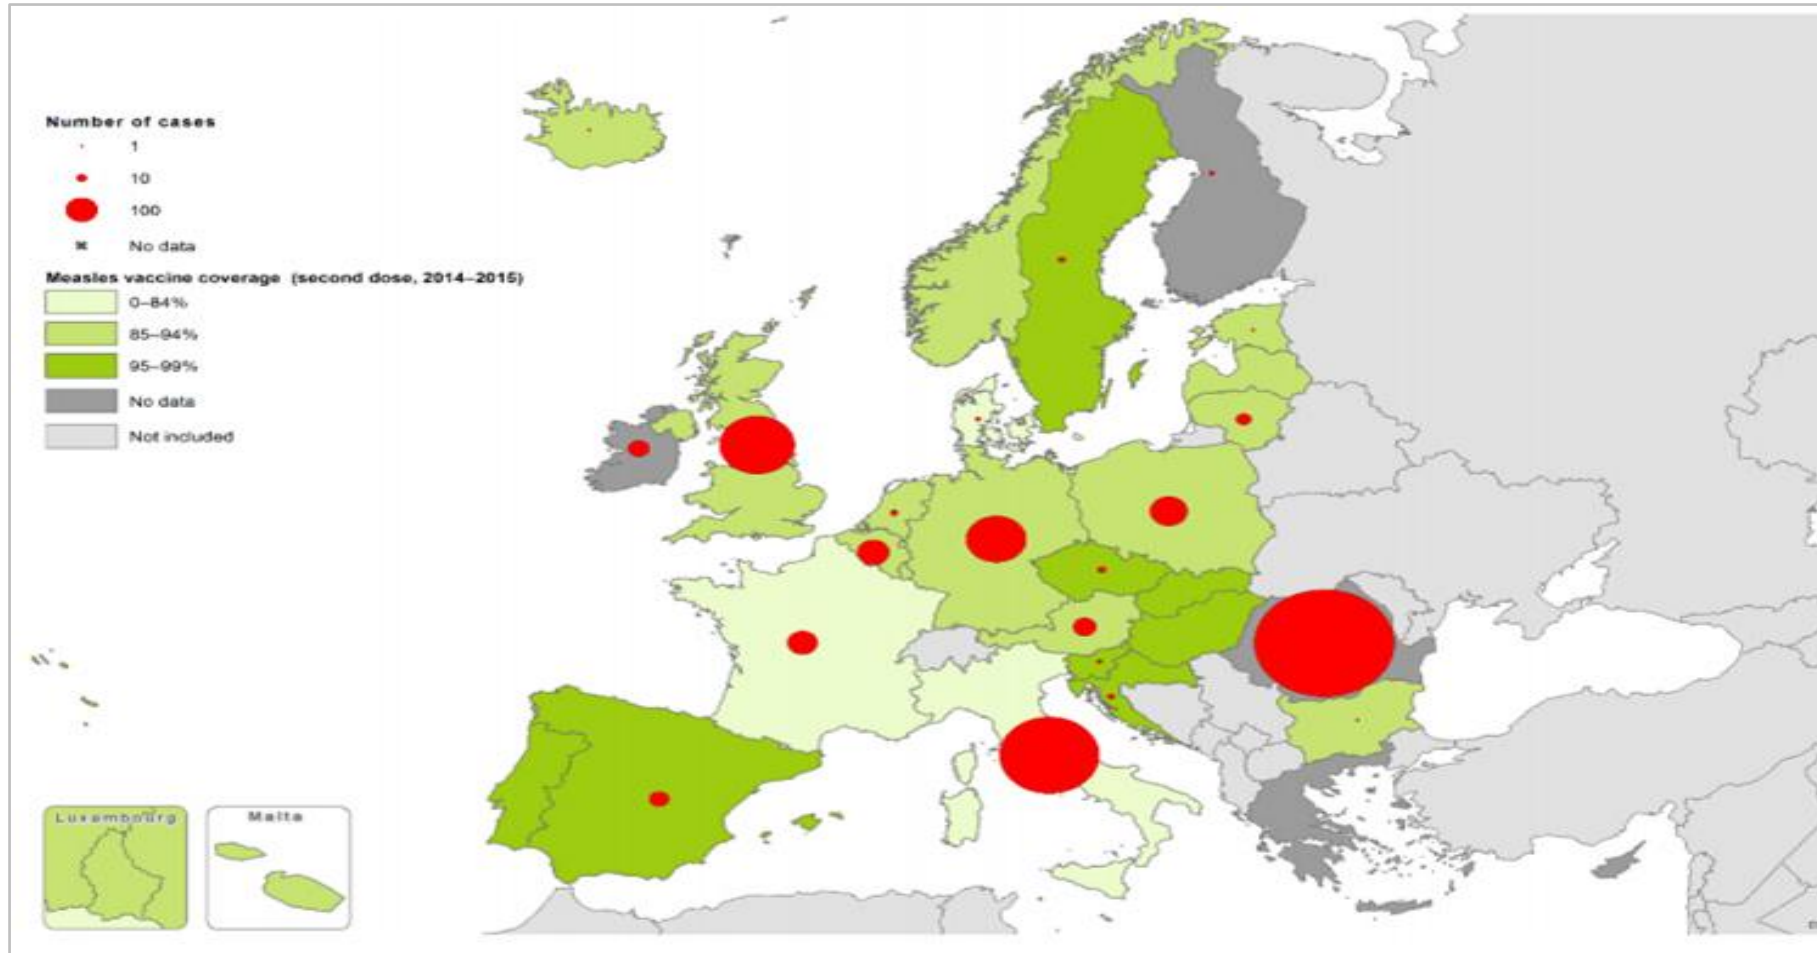 Number of cases
1
10
100
No data
Measles vaccine coverage (second dose, 2014–2015)
0–84%
85–94%
95–99%
No data
Not included
Luxembourg
Malta